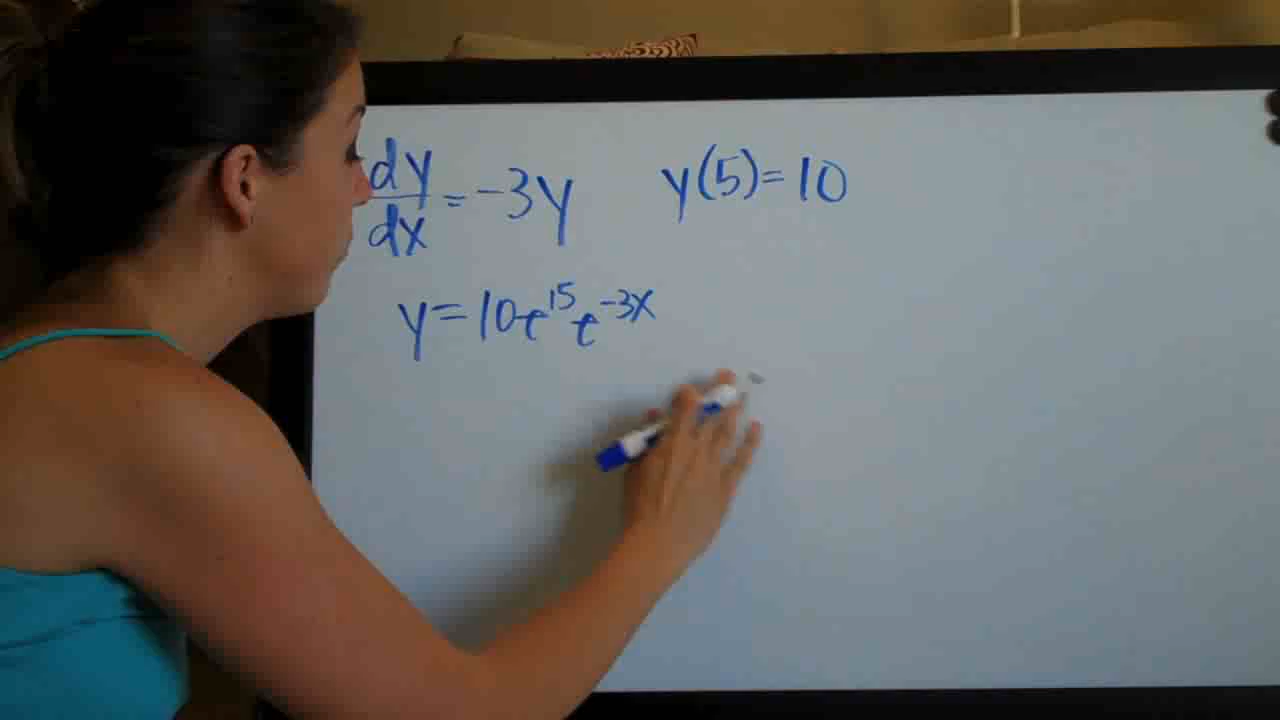 dy/dx = -3y y(5) = 10
y = 10e^15 e^-3x